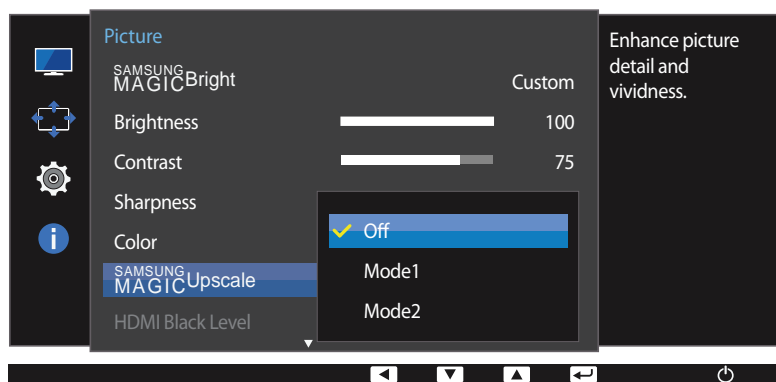 Picture
SAMSUNG
MAGICBright Custom
Brightness 100
Contrast 75
Sharpness
Color
SAMSUNG
MAGICUpscale
HDMI Black Level
Off
Mode1
Mode2
Enhance picture
detail and
vividness.